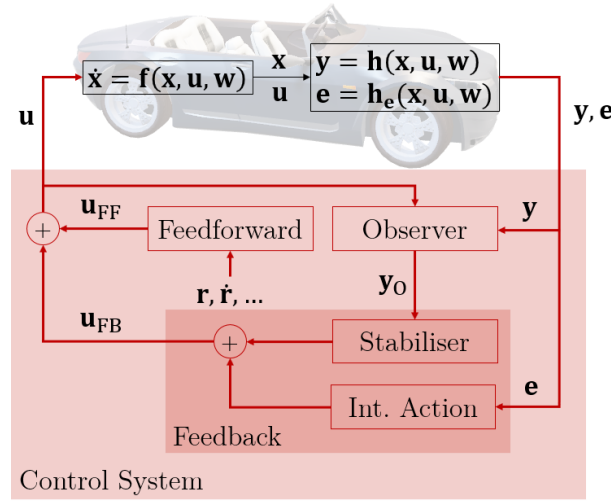 ẋ = f(x, u, w)
x
u
y = h(x, u, w)
e = hₑ(x, u, w)
u
y, e
u_FF
+
Feedforward
Observer
y
r, ṙ, ...
y_O
u_FB
+
Stabiliser
Int. Action
e
Feedback
Control System